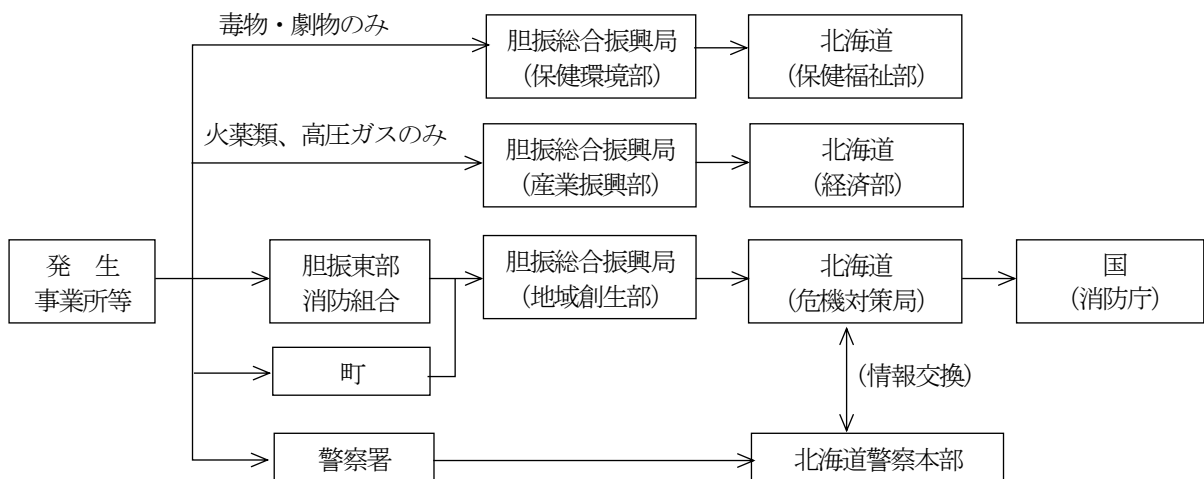 毒物・劇物のみ
胆振総合振興局
(保健環境部)
北海道
(保健福祉部)
火薬類、高圧ガスのみ
胆振総合振興局
(産業振興部)
北海道
(経済部)
発 生
事業所等
胆振東部
消防組合
胆振総合振興局
(地域創生部)
北海道
(危機対策局)
国
(消防庁)
町
(情報交換)
警察署
北海道警察本部